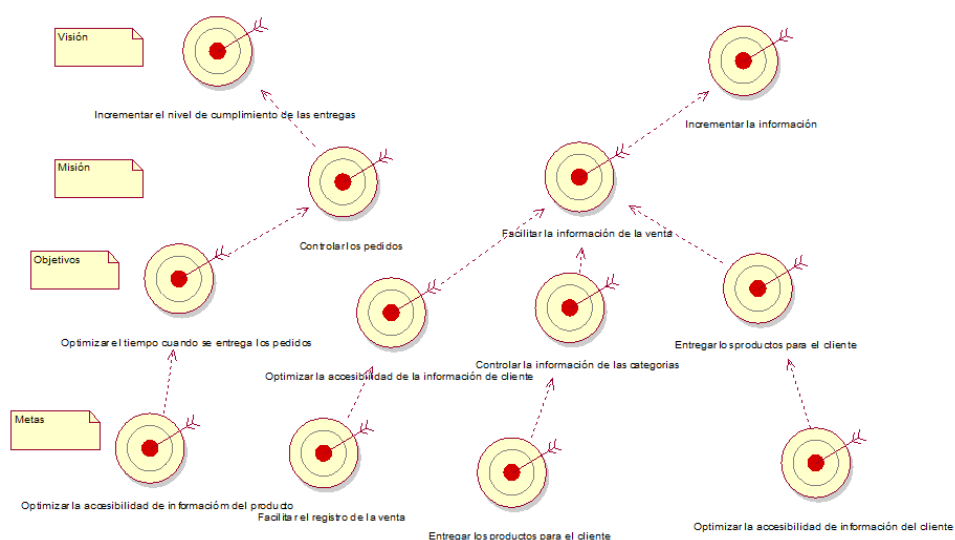 Visión
Incrementar el nivel de cumplimiento de las entregas
Incrementar la información
Misión
Controlar los pedidos
Facilitar la información de la venta
Objetivos
Optimizar el tiempo cuando se entrega los pedidos
Optimizar la accesibilidad de la información de cliente
Controlar la información de las categorias
Entregar los productos para el cliente
Metas
Optimizar la accesibilidad de información del producto
Facilitar el registro de la venta
Entregar los productos para el cliente
Optimizar la accesibilidad de información del cliente